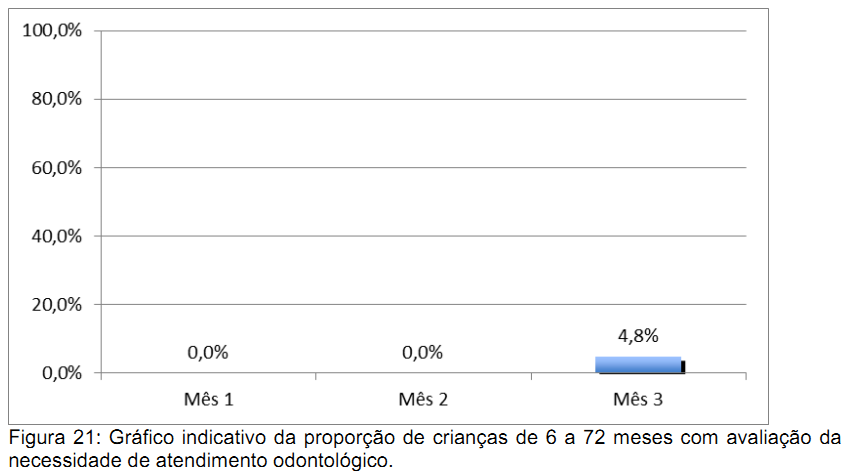 100,0%
80,0%
60,0%
40,0%
20,0%
0,0%
0,0%
0,0%
4,8%
Mês 1
Mês 2
Mês 3
Figura 21: Gráfico indicativo da proporção de crianças de 6 a 72 meses com avaliação da
necessidade de atendimento odontológico.